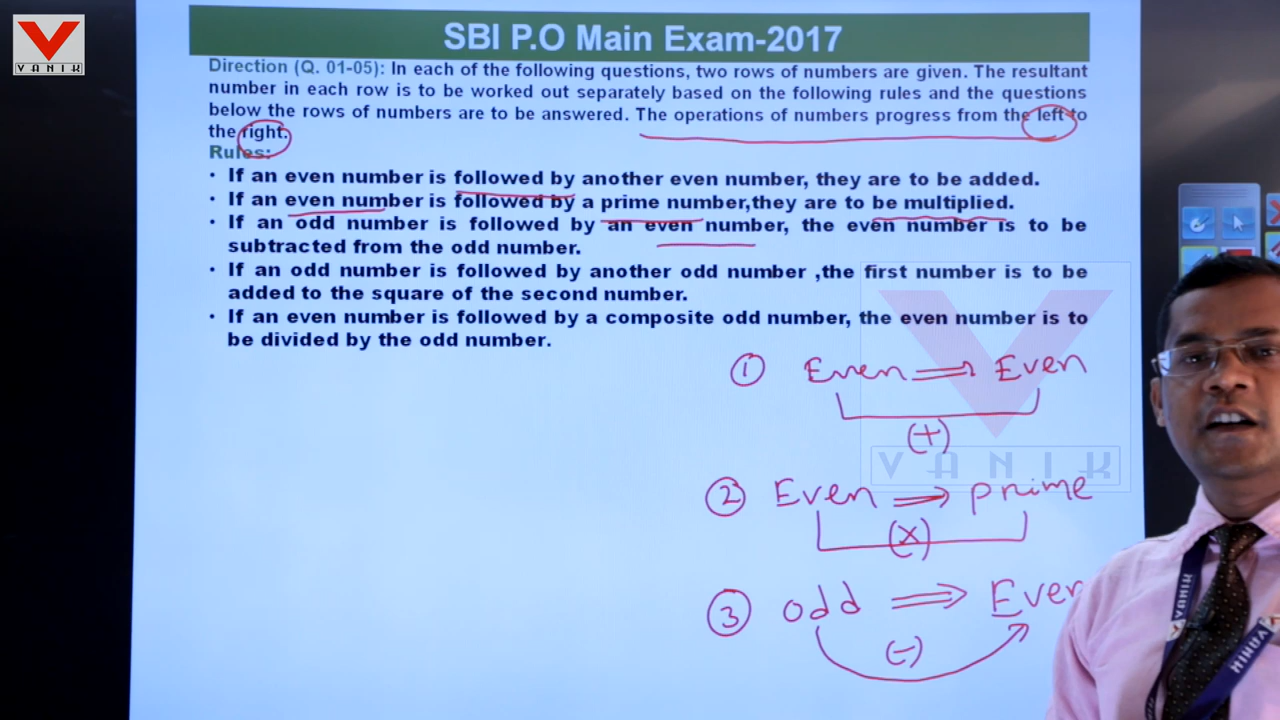 VANIK
SBI P.O Main Exam-2017
Direction (Q. 01-05): In each of the following questions, two rows of numbers are given. The resultant
number in each row is to be worked out separately based on the following rules and the questions
below the rows of numbers are to be answered. The operations of numbers progress from the left to
the right.
Rules:
• If an even number is followed by another even number, they are to be added.
• If an even number is followed by a prime number,they are to be multiplied.
• If an odd number is followed by an even number, the even number is to be
subtracted from the odd number.
• If an odd number is followed by another odd number ,the first number is to be
added to the square of the second number.
• If an even number is followed by a composite odd number, the even number is to
be divided by the odd number.
① Even ⟹ Even
(+)
VANIK
② Even ⟹ prime
(×)
③ odd ⟹ Even
(-)
VANIK